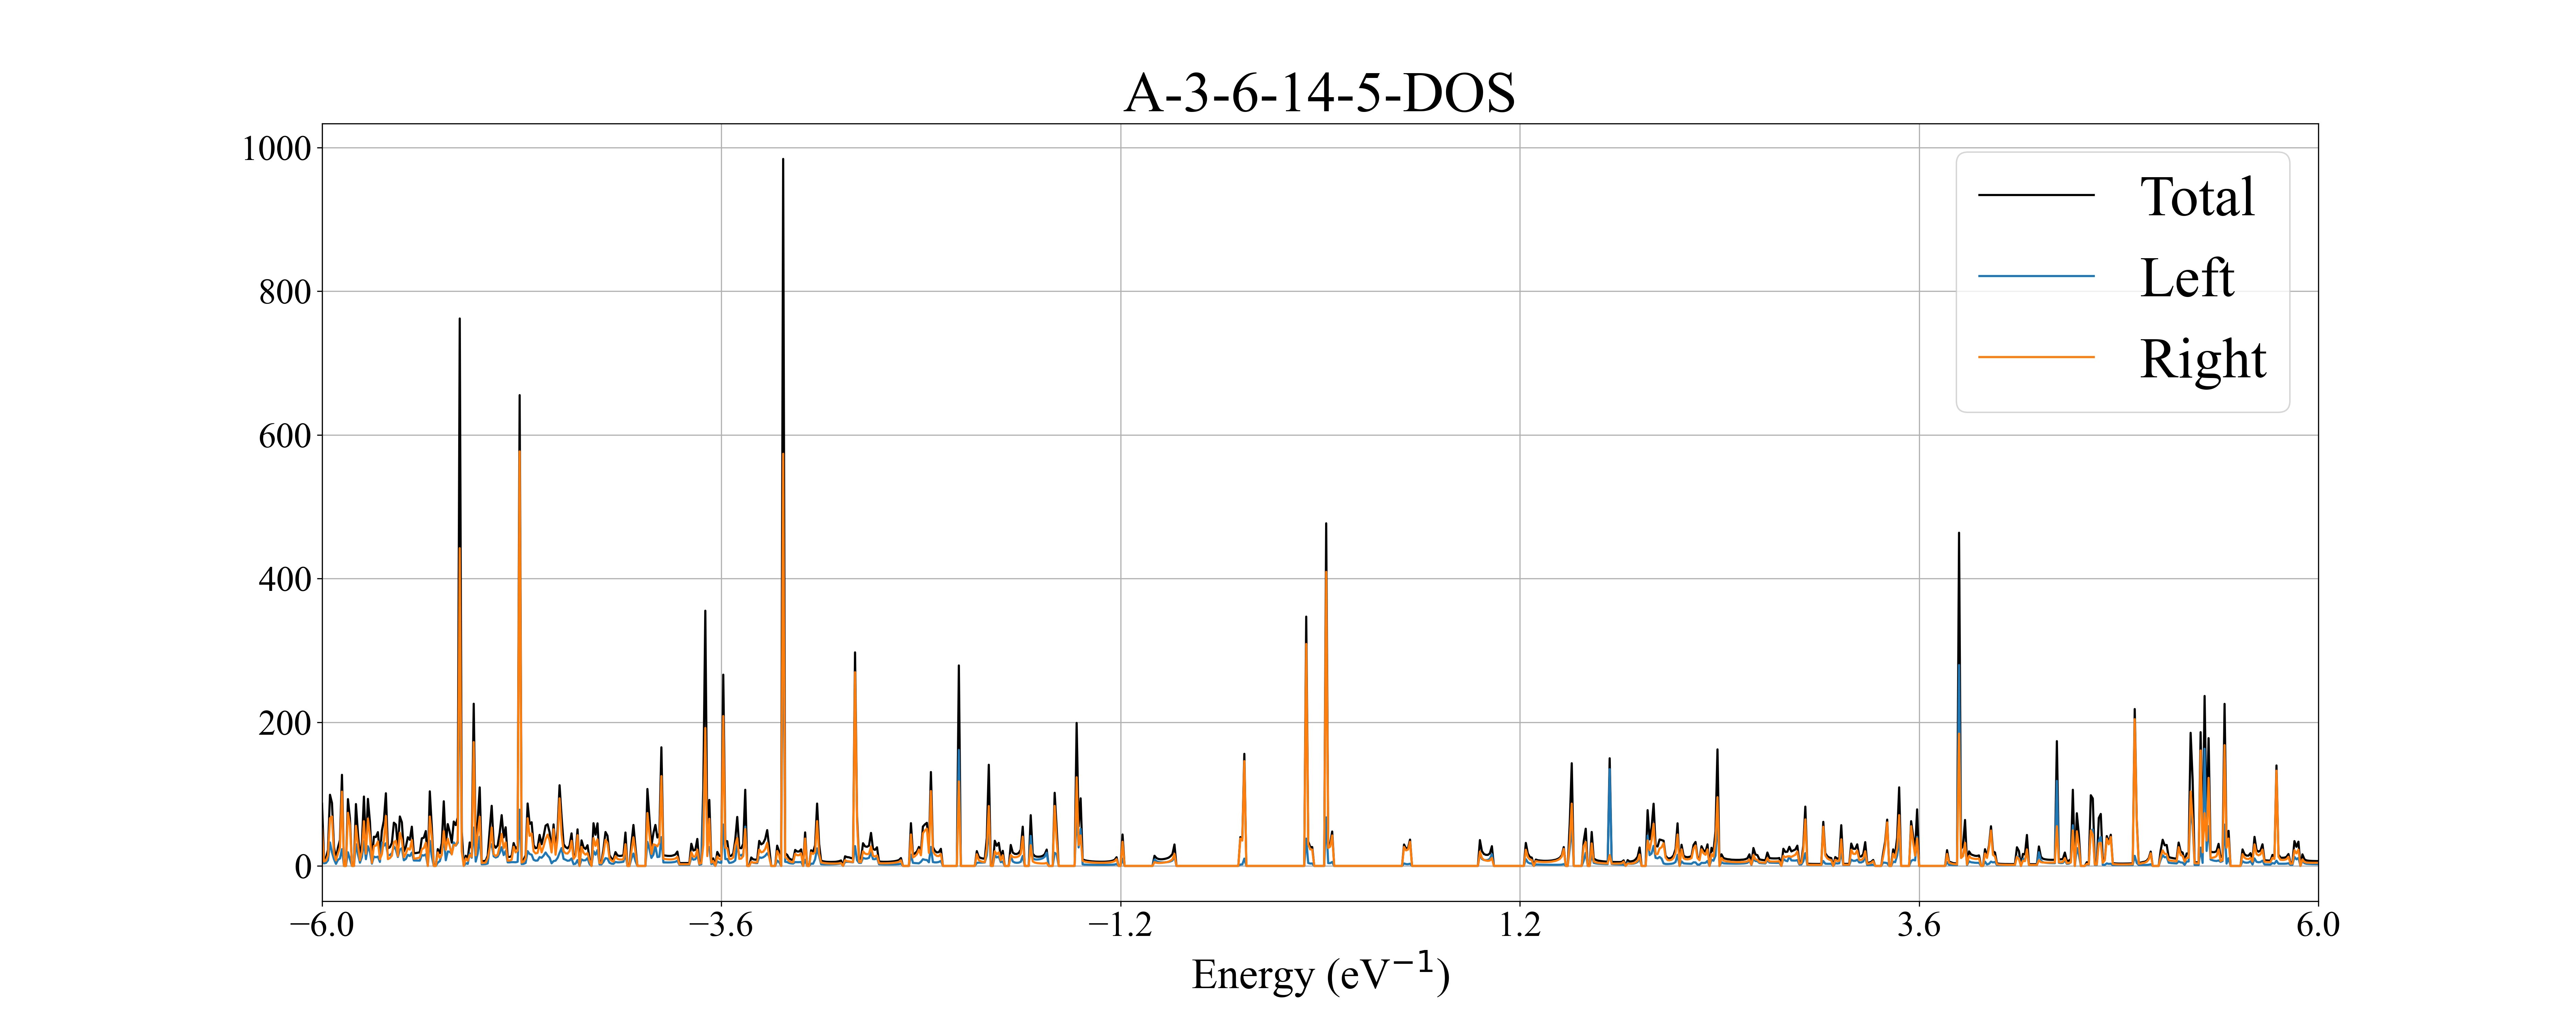 A-3-6-14-5-DOS
1000
800
600
400
200
0
Total
Left
Right
−6.0 −3.6 −1.2 1.2 3.6 6.0
Energy (eV⁻¹)